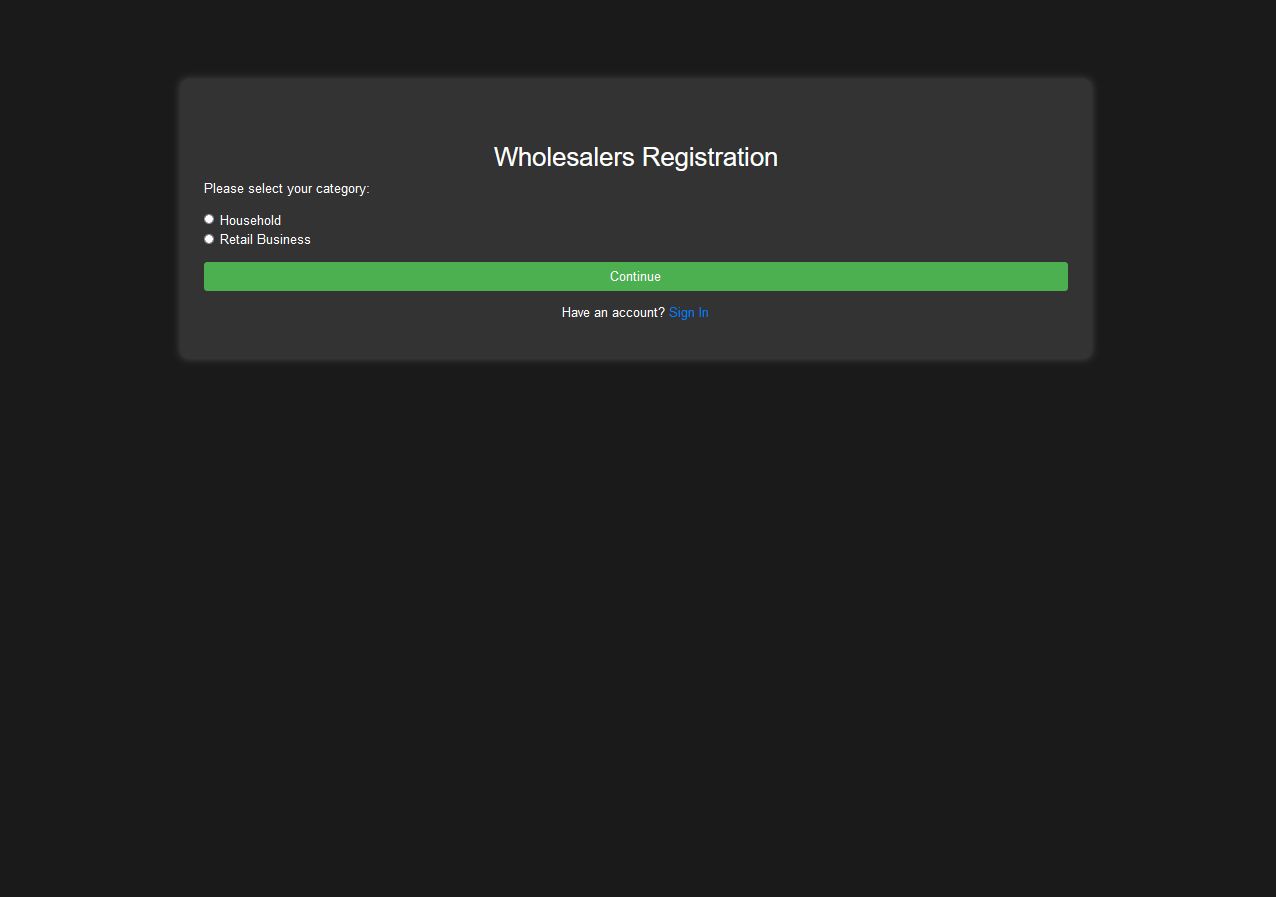 Wholesalers Registration
Please select your category:
Household
Retail Business
Continue
Have an account? Sign In